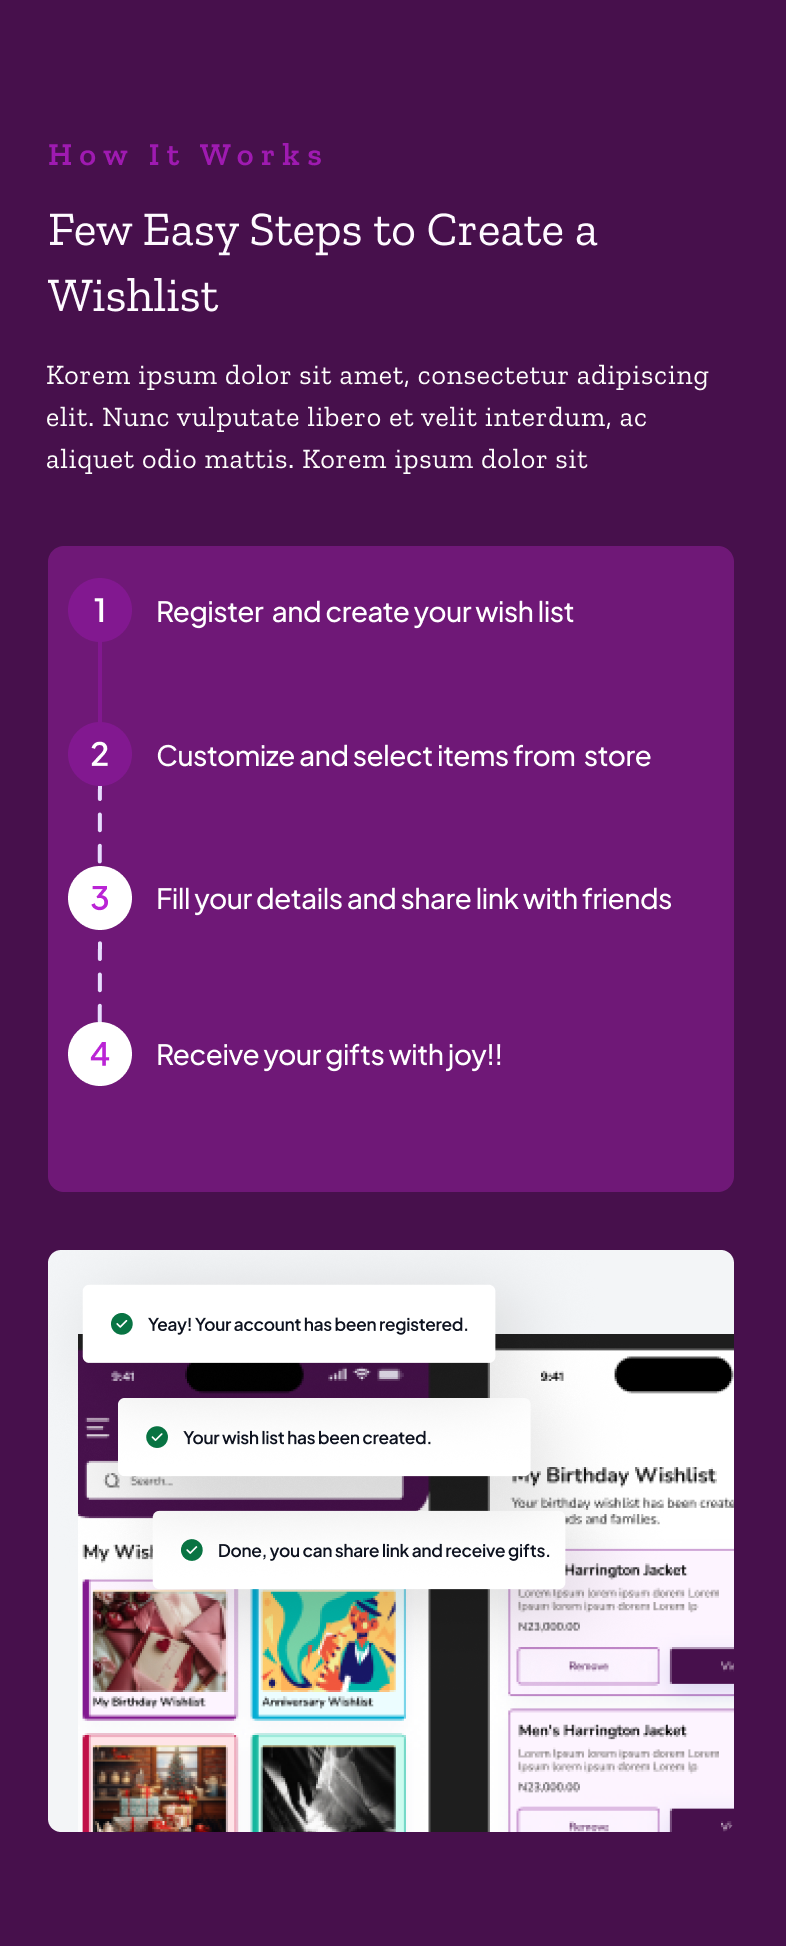 How It Works
Few Easy Steps to Create a
Wishlist
Korem ipsum dolor sit amet, consectetur adipiscing
elit. Nunc vulputate libero et velit interdum, ac
aliquet odio mattis. Korem ipsum dolor sit
1 Register and create your wish list
2 Customize and select items from store
3 Fill your details and share link with friends
4 Receive your gifts with joy!!
Yeay! Your account has been registered.
9:41
9:41
Your wish list has been created.
Search...
My Birthday Wishlist
Your birthday wishlist has been create
ds and families.
Done, you can share link and receive gifts.
My Wis
Harrington Jacket
Lorem Ipsum lorem ipsum dorem Lorem
Ipsum lorem ipsum dorem Lorem Ip
N23,000.00
Remove
Vi
My Birthday Wishlist
Anniversary Wishlist
Men's Harrington Jacket
Lorem Ipsum lorem ipsum dorem Lorem
Ipsum lorem ipsum dorem Lorem Ip
N23,000.00
Remove